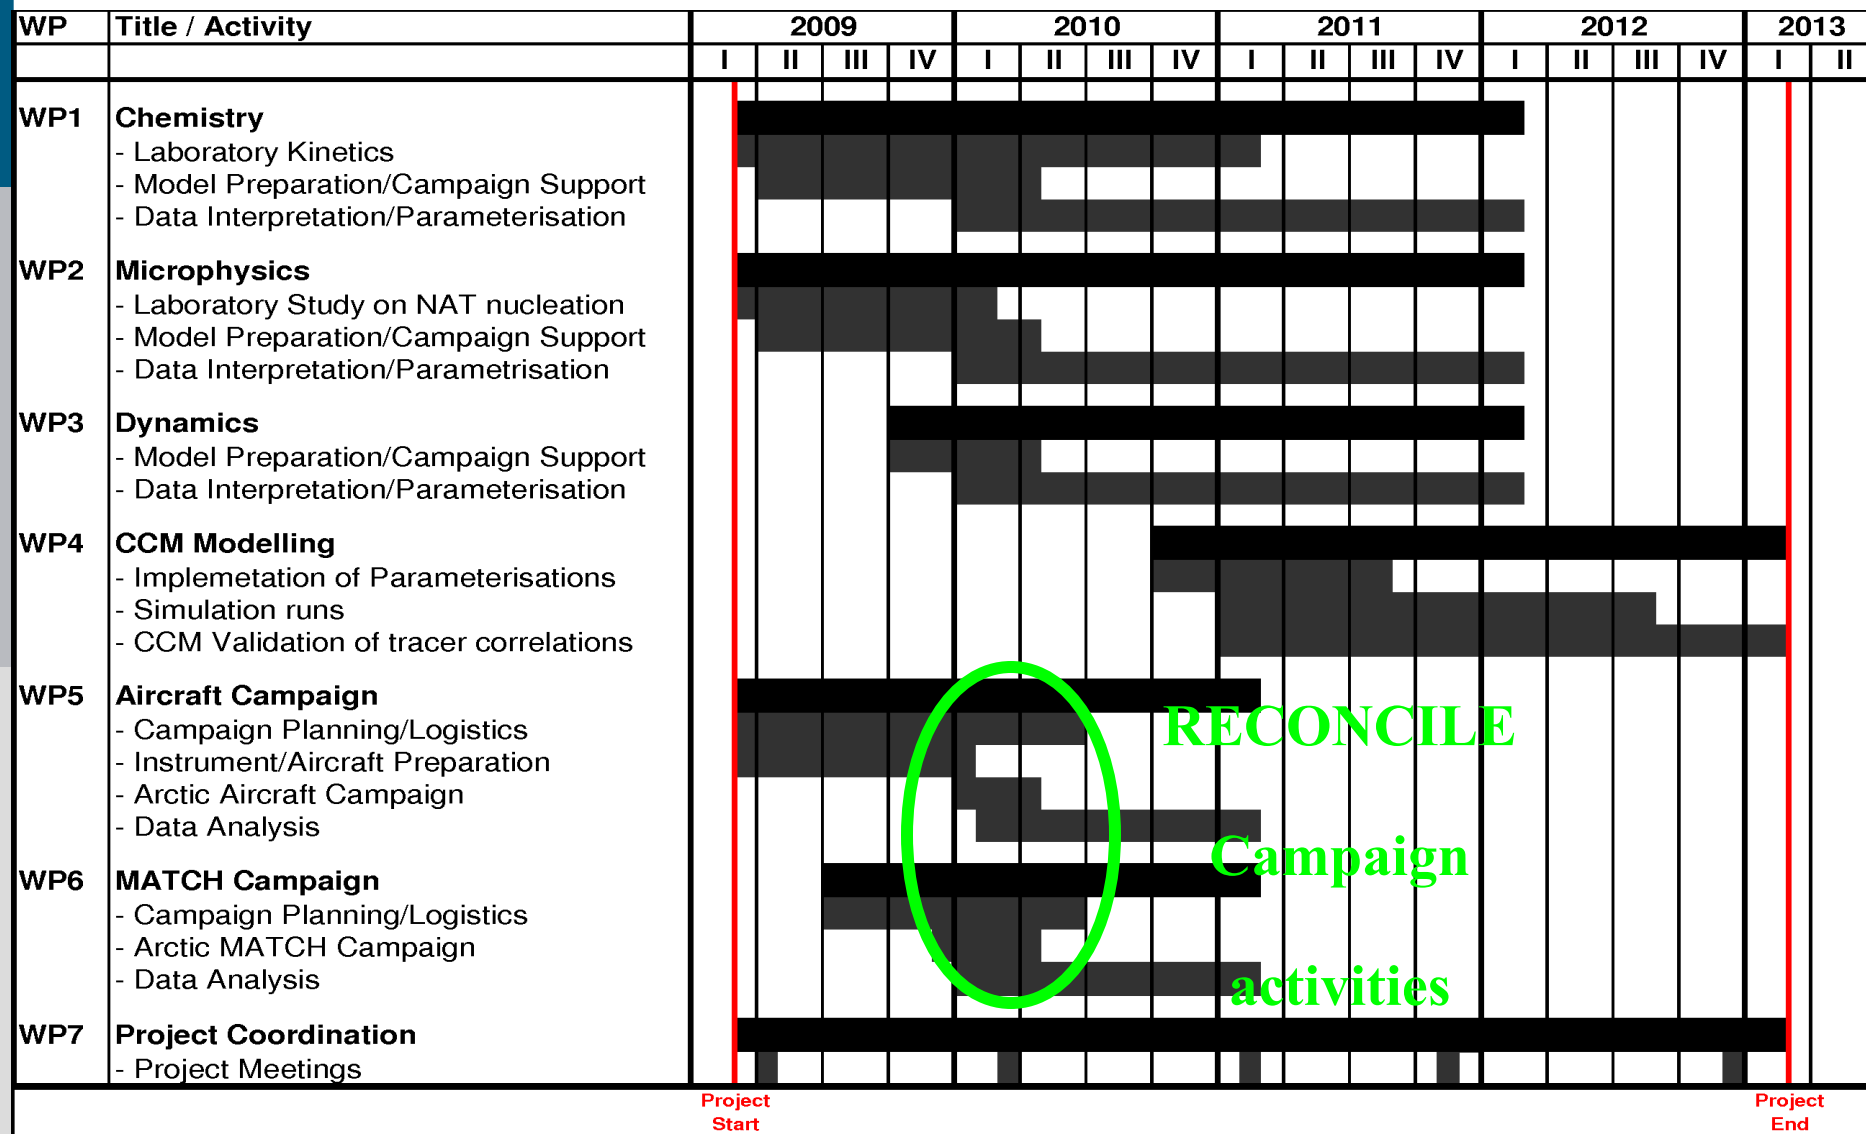 WP Title / Activity 2009 2010 2011 2012 2013
I II III IV I II III IV I II III IV I II III IV I II
WP1 Chemistry
- Laboratory Kinetics
- Model Preparation/Campaign Support
- Data Interpretation/Parameterisation
WP2 Microphysics
- Laboratory Study on NAT nucleation
- Model Preparation/Campaign Support
- Data Interpretation/Parametrisation
WP3 Dynamics
- Model Preparation/Campaign Support
- Data Interpretation/Parameterisation
WP4 CCM Modelling
- Implemetation of Parameterisations
- Simulation runs
- CCM Validation of tracer correlations
WP5 Aircraft Campaign
- Campaign Planning/Logistics
- Instrument/Aircraft Preparation
- Arctic Aircraft Campaign
- Data Analysis
WP6 MATCH Campaign
- Campaign Planning/Logistics
- Arctic MATCH Campaign
- Data Analysis
WP7 Project Coordination
- Project Meetings
RECONCILE
Campaign
activities
Project
Start
Project
End